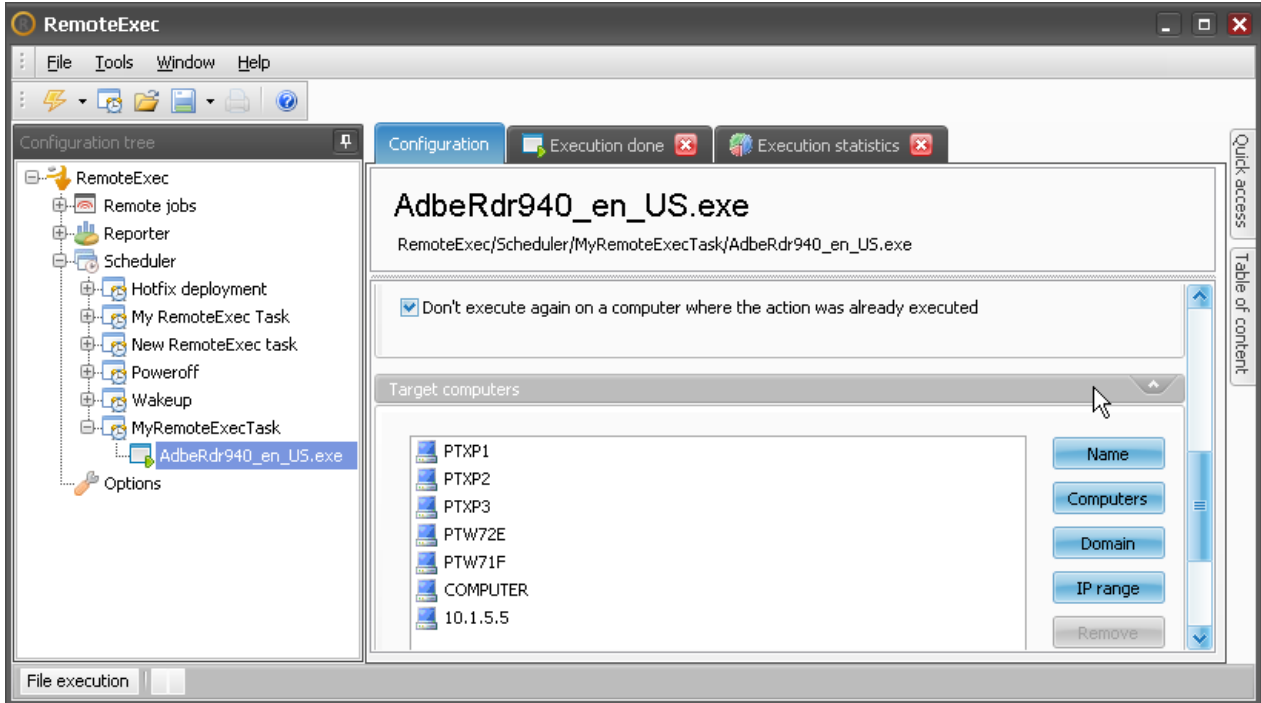 RemoteExec
File Tools Window Help
Configuration tree
RemoteExec
Remote jobs
Reporter
Scheduler
Hotfix deployment
My RemoteExec Task
New RemoteExec task
Poweroff
Wakeup
MyRemoteExecTask
AdbeRdr940_en_US.exe
Options
Configuration Execution done Execution statistics
AdbeRdr940_en_US.exe
RemoteExec/Scheduler/MyRemoteExecTask/AdbeRdr940_en_US.exe
Don't execute again on a computer where the action was already executed
Target computers
PTXP1
PTXP2
PTXP3
PTW72E
PTW71F
COMPUTER
10.1.5.5
Name
Computers
Domain
IP range
Remove
Quick access
Table of content
File execution